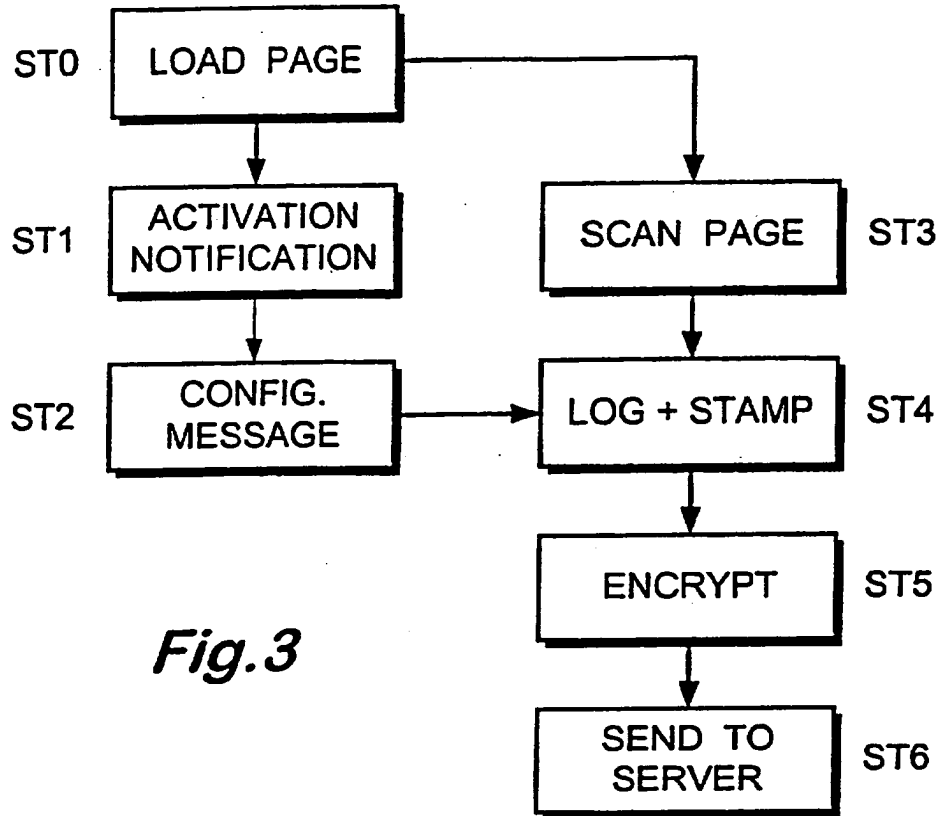 ST0
LOAD PAGE
ST1
ACTIVATION
NOTIFICATION
SCAN PAGE
ST3
ST2
CONFIG.
MESSAGE
LOG + STAMP
ST4
ENCRYPT
ST5
Fig.3
SEND TO
SERVER
ST6